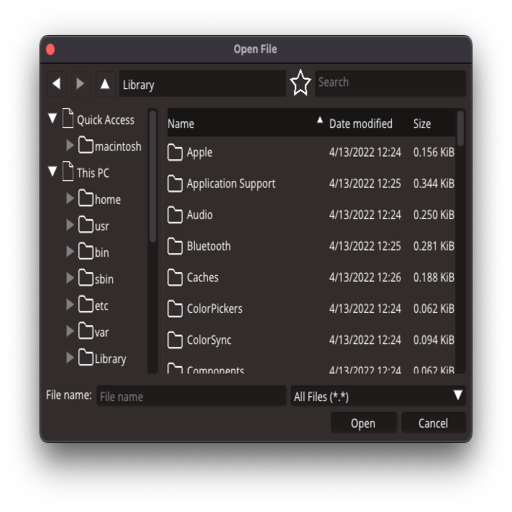 Open File
Library
Search
Quick Access
macintosh
This PC
home
usr
bin
sbin
etc
var
Library
Name Date modified Size
Apple 4/13/2022 12:24 0.156 KiB
Application Support 4/13/2022 12:25 0.344 KiB
Audio 4/13/2022 12:24 0.250 KiB
Bluetooth 4/13/2022 12:25 0.281 KiB
Caches 4/13/2022 12:26 0.188 KiB
ColorPickers 4/13/2022 12:24 0.062 KiB
ColorSync 4/13/2022 12:24 0.094 KiB
Components 4/13/2022 12:24 0.062 KiB
File name: File name All Files (*.*)
Open Cancel